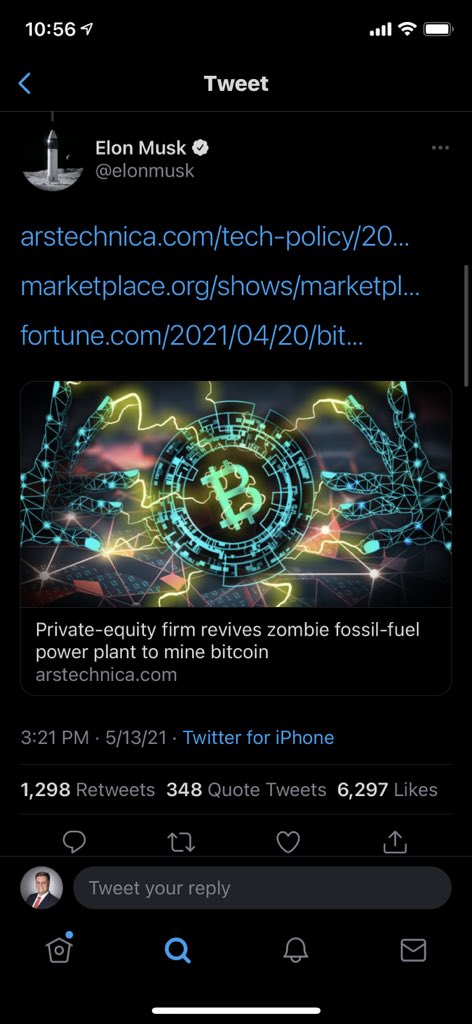 10:56
Tweet
Elon Musk
@elonmusk
arstechnica.com/tech-policy/20...
marketplace.org/shows/marketpl...
fortune.com/2021/04/20/bit...
Private-equity firm revives zombie fossil-fuel
power plant to mine bitcoin
arstechnica.com
3:21 PM · 5/13/21 · Twitter for iPhone
1,298 Retweets 348 Quote Tweets 6,297 Likes
Tweet your reply